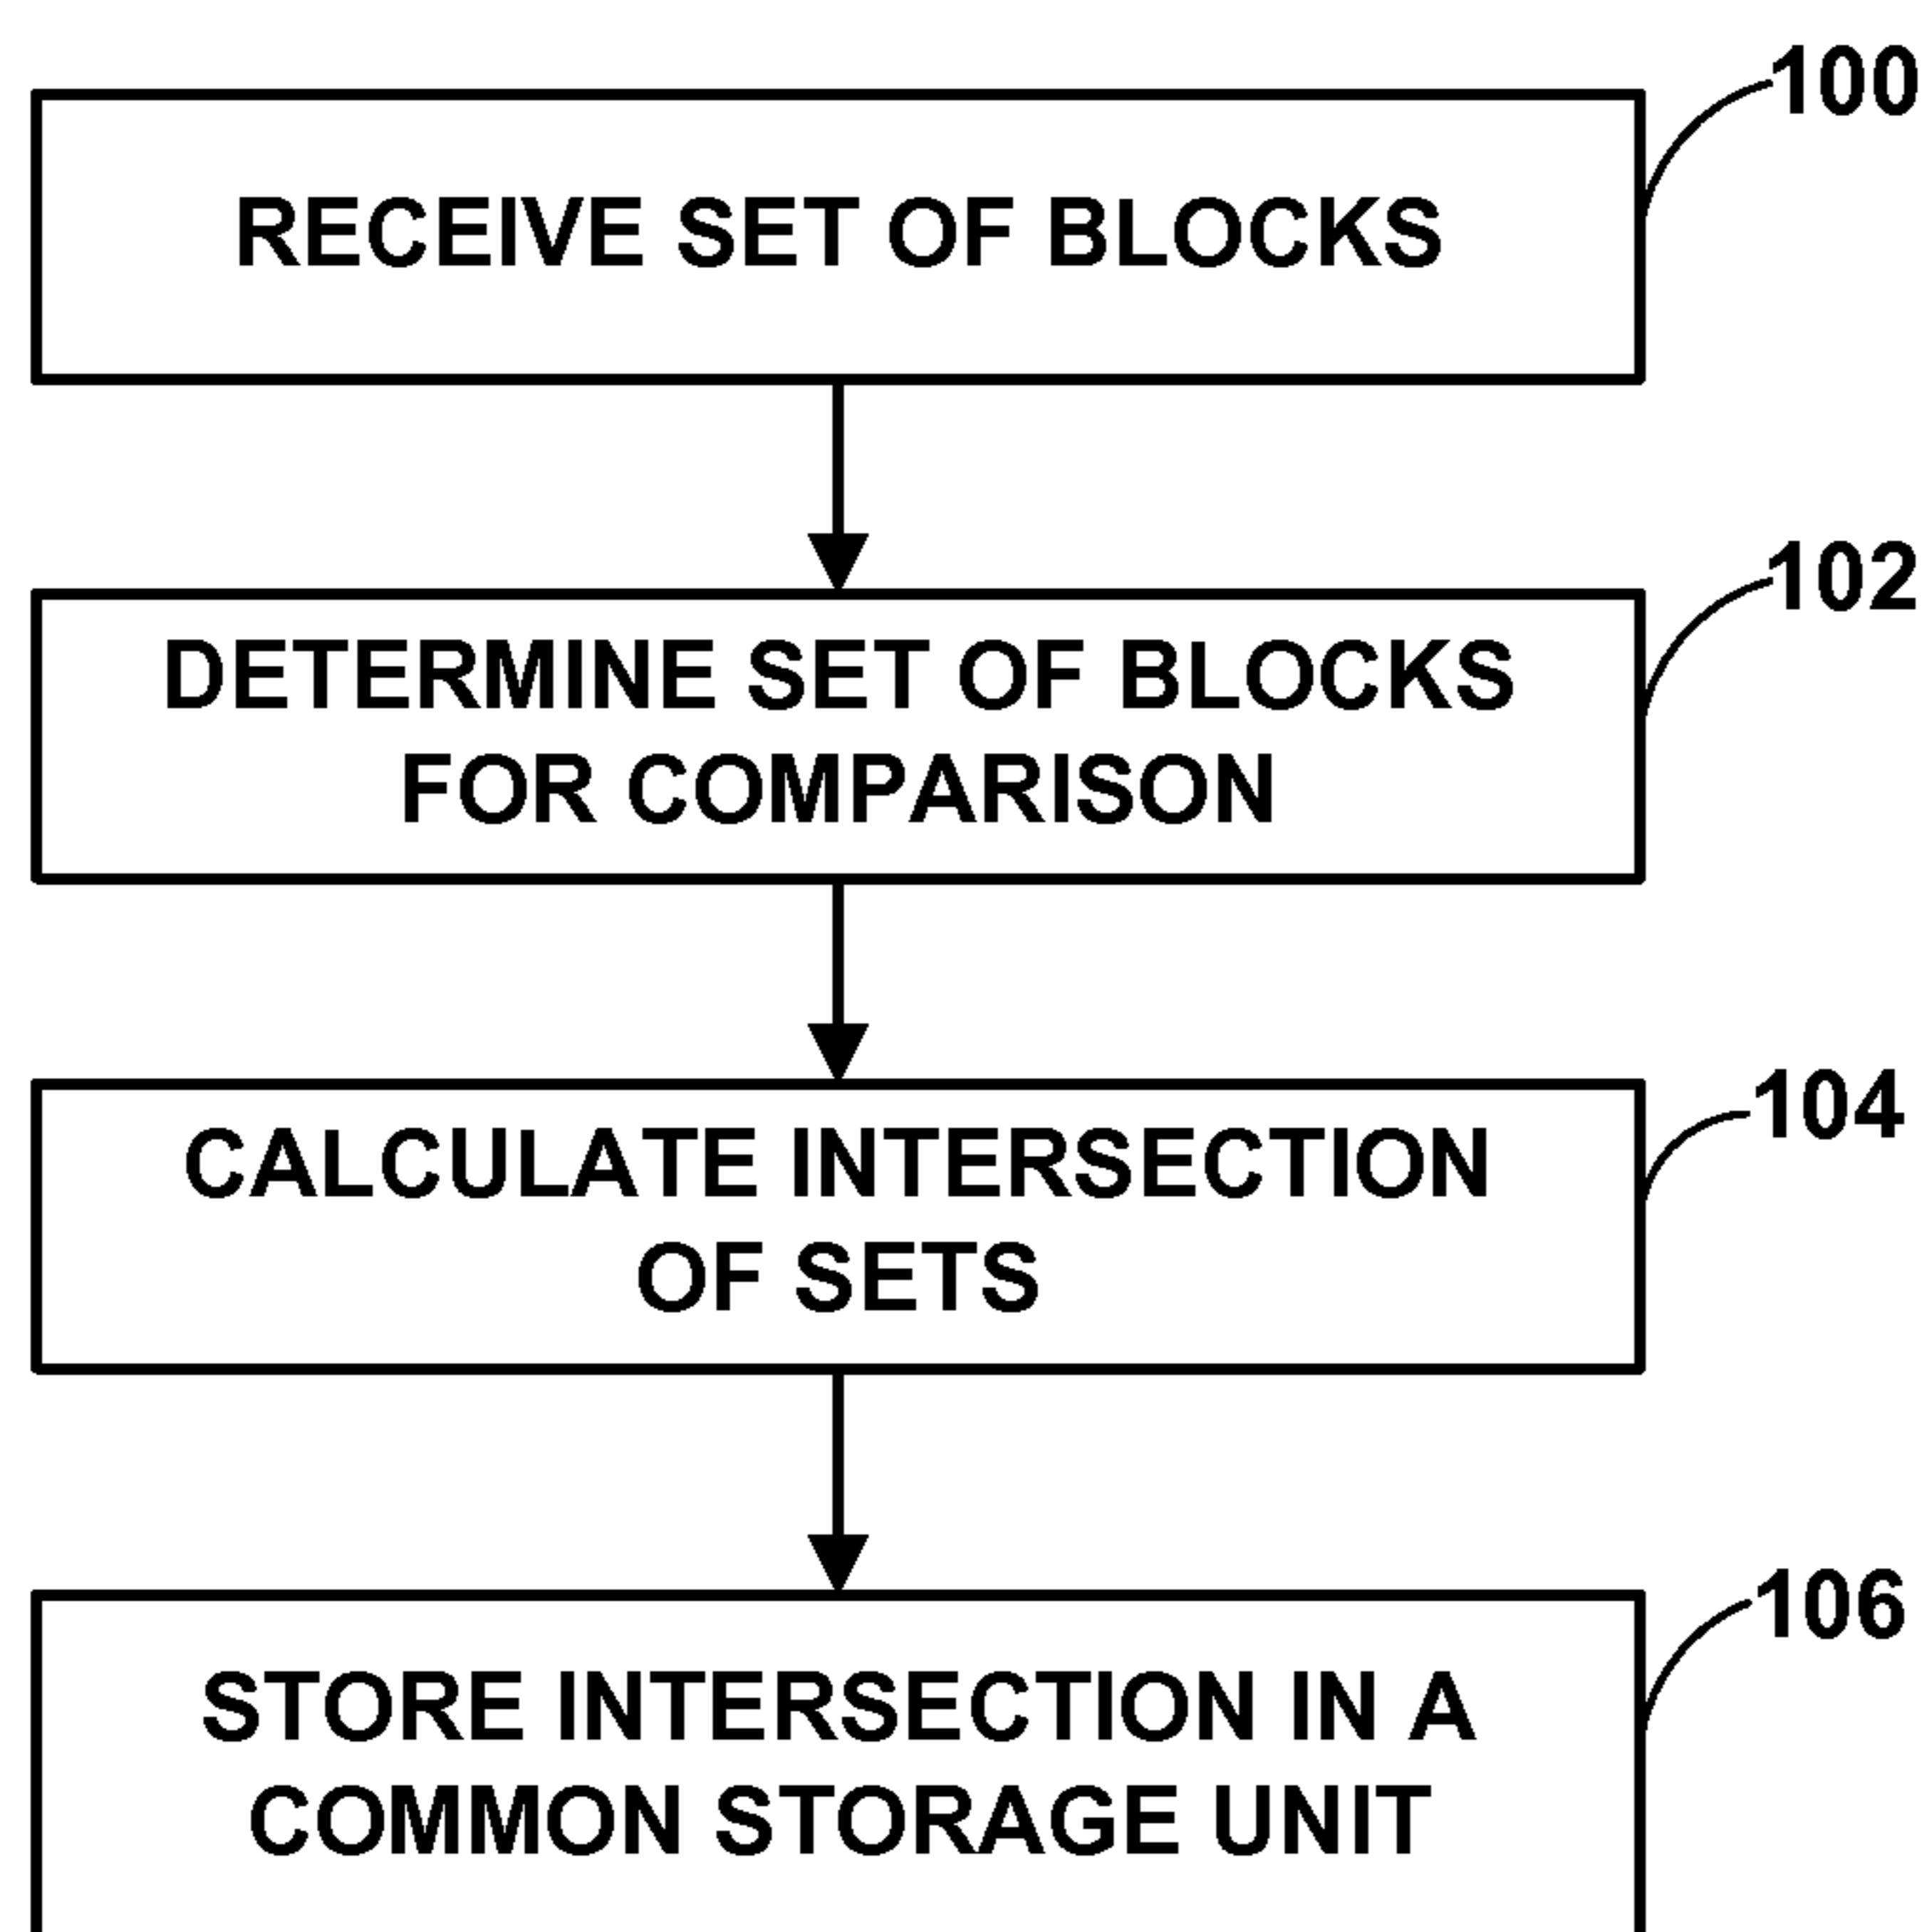 100
RECEIVE SET OF BLOCKS
102
DETERMINE SET OF BLOCKS
FOR COMPARISON
104
CALCULATE INTERSECTION
OF SETS
106
STORE INTERSECTION IN A
COMMON STORAGE UNIT